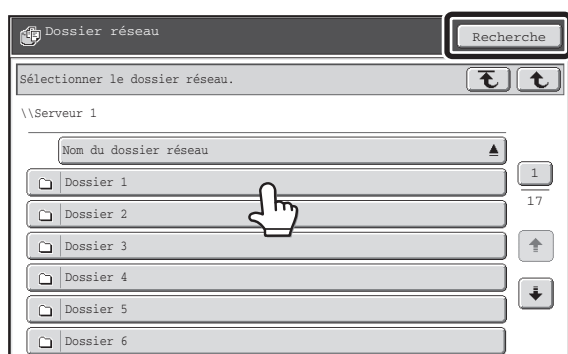 Dossier réseau
Recherche
Sélectionner le dossier réseau.
\\Serveur 1
Nom du dossier réseau
Dossier 1
1
17
Dossier 2
Dossier 3
Dossier 4
Dossier 5
Dossier 6